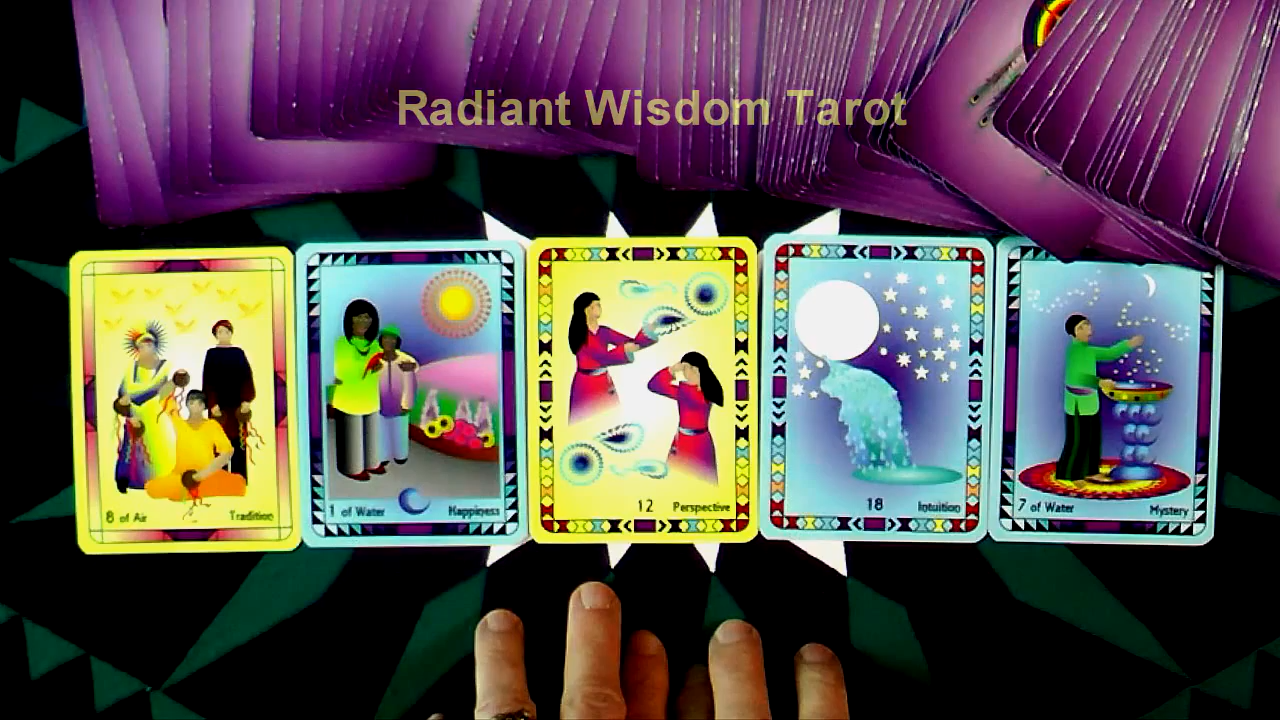 Radiant Wisdom Tarot
8 of Air Tradition
1 of Water Happiness
12 Perspective
18 Intuition
7 of Water Mystery